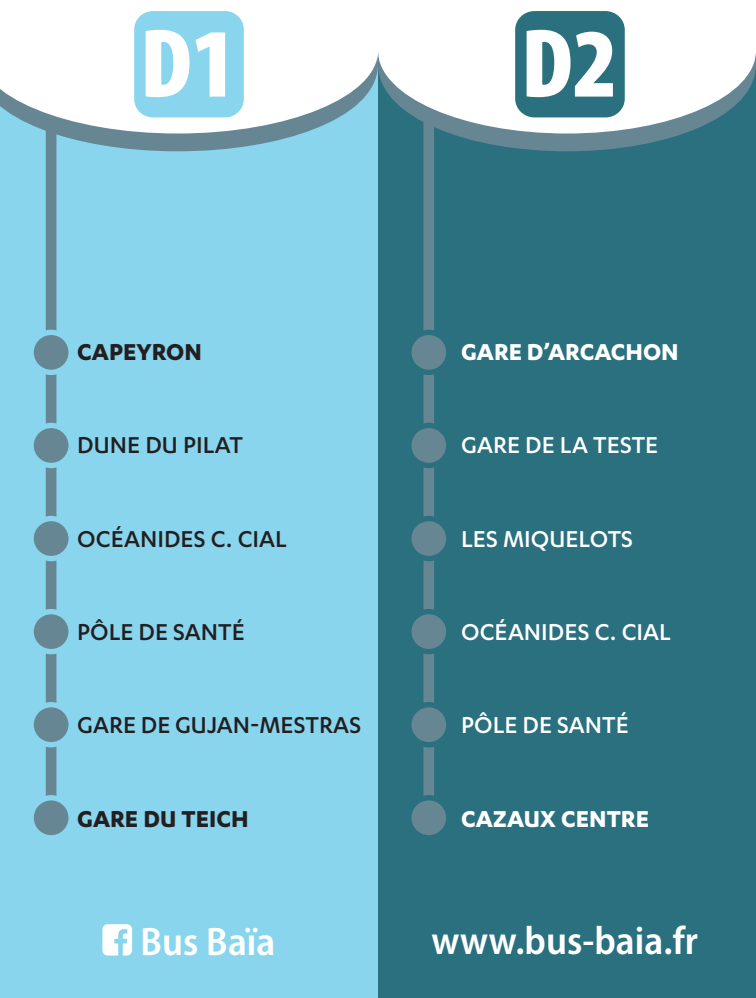 D1
CAPEYRON
DUNE DU PILAT
OCÉANIDES C. CIAL
PÔLE DE SANTÉ
GARE DE GUJAN-MESTRAS
GARE DU TEICH
Bus Baïa
D2
GARE D'ARCACHON
GARE DE LA TESTE
LES MIQUELOTS
OCÉANIDES C. CIAL
PÔLE DE SANTÉ
CAZAUX CENTRE
www.bus-baia.fr